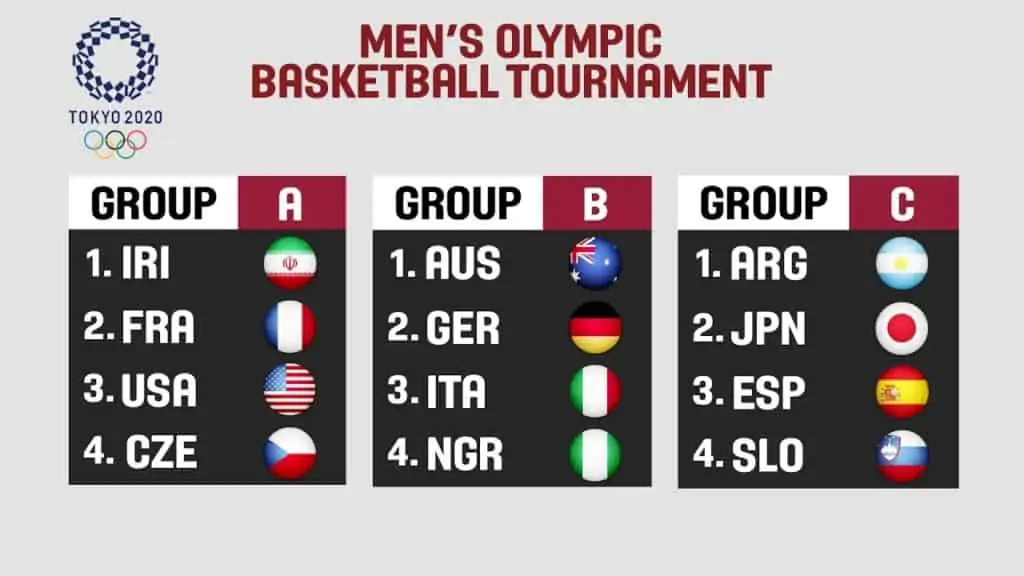 TOKYO 2020
MEN'S OLYMPIC
BASKETBALL TOURNAMENT
GROUP A
1. IRI
2. FRA
3. USA
4. CZE
GROUP B
1. AUS
2. GER
3. ITA
4. NGR
GROUP C
1. ARG
2. JPN
3. ESP
4. SLO